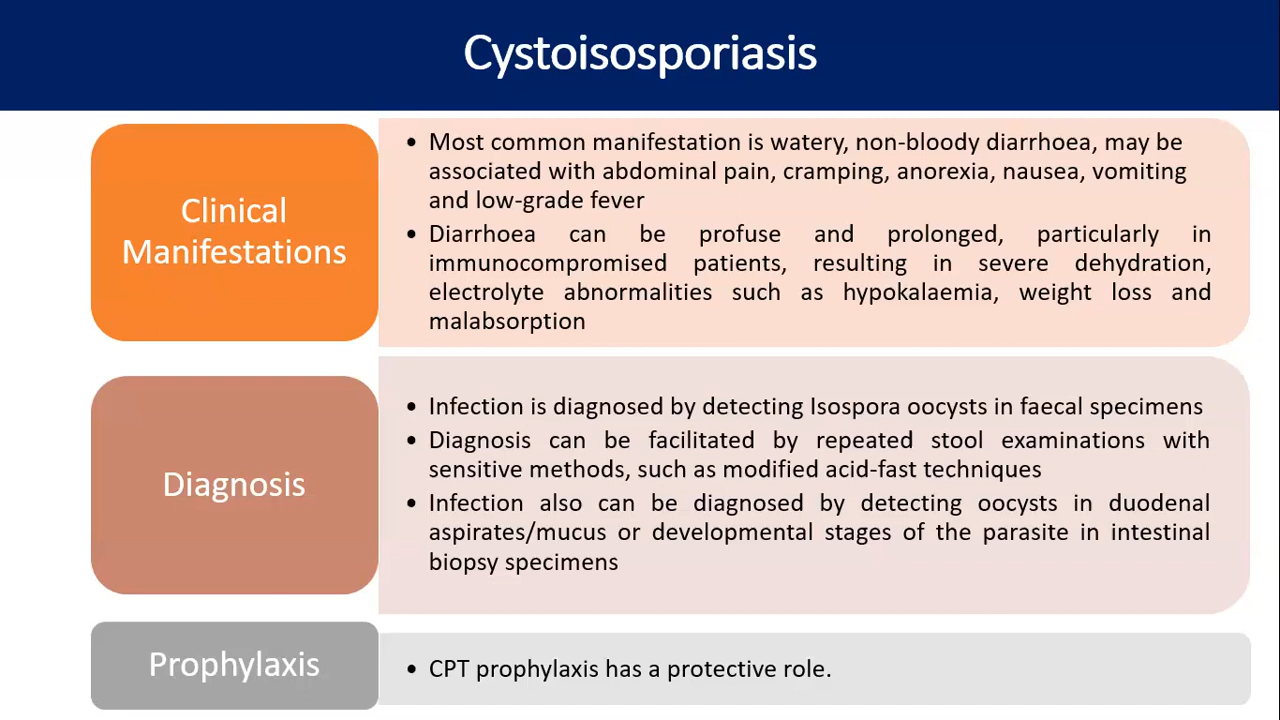 Cystoisosporiasis
Clinical
Manifestations
• Most common manifestation is watery, non-bloody diarrhoea, may be
associated with abdominal pain, cramping, anorexia, nausea, vomiting
and low-grade fever
• Diarrhoea can be profuse and prolonged, particularly in
immunocompromised patients, resulting in severe dehydration,
electrolyte abnormalities such as hypokalaemia, weight loss and
malabsorption
Diagnosis
• Infection is diagnosed by detecting Isospora oocysts in faecal specimens
• Diagnosis can be facilitated by repeated stool examinations with
sensitive methods, such as modified acid-fast techniques
• Infection also can be diagnosed by detecting oocysts in duodenal
aspirates/mucus or developmental stages of the parasite in intestinal
biopsy specimens
Prophylaxis
• CPT prophylaxis has a protective role.